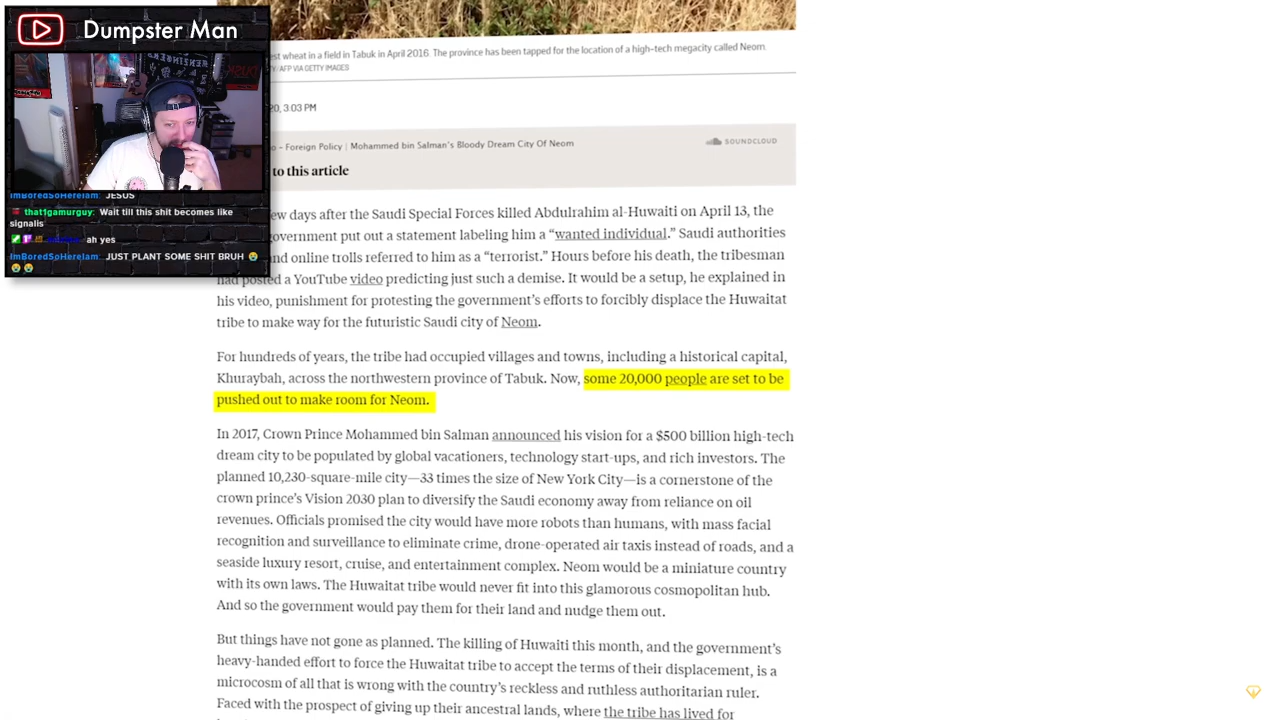 Dumpster Man
ImBoredSoHereIam: JESUS
that1gamurguy: Wait till this shit becomes like
signalis
ah yes
ImBoredSoHereIam: JUST PLANT SOME SHIT BRUH
est wheat in a field in Tabuk in April 2016. The province has been tapped for the location of a high-tech megacity called Neom.
/AFP VIA GETTY IMAGES
20, 3:03 PM
o – Foreign Policy | Mohammed bin Salman's Bloody Dream City Of Neom
SOUNDCLOUD
to this article
ew days after the Saudi Special Forces killed Abdulrahim al-Huwaiti on April 13, the
overnment put out a statement labeling him a “wanted individual.” Saudi authorities
and online trolls referred to him as a “terrorist.” Hours before his death, the tribesman
had posted a YouTube video predicting just such a demise. It would be a setup, he explained in
his video, punishment for protesting the government's efforts to forcibly displace the Huwaitat
tribe to make way for the futuristic Saudi city of Neom.
For hundreds of years, the tribe had occupied villages and towns, including a historical capital,
Khuraybah, across the northwestern province of Tabuk. Now, some 20,000 people are set to be
pushed out to make room for Neom.
In 2017, Crown Prince Mohammed bin Salman announced his vision for a $500 billion high-tech
dream city to be populated by global vacationers, technology start-ups, and rich investors. The
planned 10,230-square-mile city—33 times the size of New York City—is a cornerstone of the
crown prince's Vision 2030 plan to diversify the Saudi economy away from reliance on oil
revenues. Officials promised the city would have more robots than humans, with mass facial
recognition and surveillance to eliminate crime, drone-operated air taxis instead of roads, and a
seaside luxury resort, cruise, and entertainment complex. Neom would be a miniature country
with its own laws. The Huwaitat tribe would never fit into this glamorous cosmopolitan hub.
And so the government would pay them for their land and nudge them out.
But things have not gone as planned. The killing of Huwaiti this month, and the government's
heavy-handed effort to force the Huwaitat tribe to accept the terms of their displacement, is a
microcosm of all that is wrong with the country's reckless and ruthless authoritarian ruler.
Faced with the prospect of giving up their ancestral lands, where the tribe has lived for